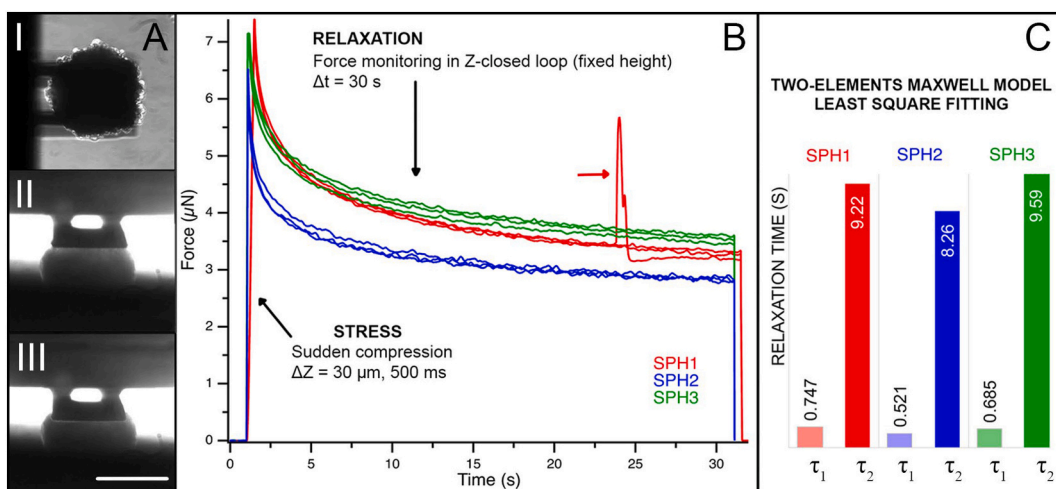 I
A
II
III
B
RELAXATION
Force monitoring in Z-closed loop (fixed height)
Δt = 30 s
STRESS
Sudden compression
ΔZ = 30 µm, 500 ms
SPH1
SPH2
SPH3
Force (µN)
7
6
5
4
3
2
1
0
0
5
10
15
20
25
30
Time (s)
C
TWO-ELEMENTS MAXWELL MODEL
LEAST SQUARE FITTING
SPH1 SPH2 SPH3
RELAXATION TIME (S)
0.747
9.22
0.521
8.26
0.685
9.59
τ1 τ2 τ1 τ2 τ1 τ2